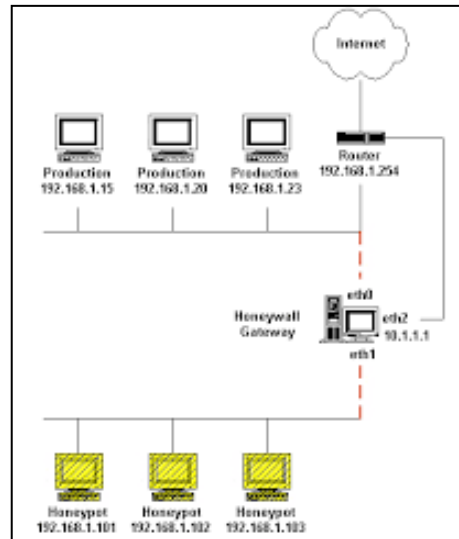 Internet
Production
192.168.1.15
Production
192.168.1.20
Production
192.168.1.23
Router
192.168.1.254
eth0
Honeywall
Gateway
eth2
10.1.1.1
eth1
Honeypot
192.168.1.101
Honeypot
192.168.1.102
Honeypot
192.168.1.103